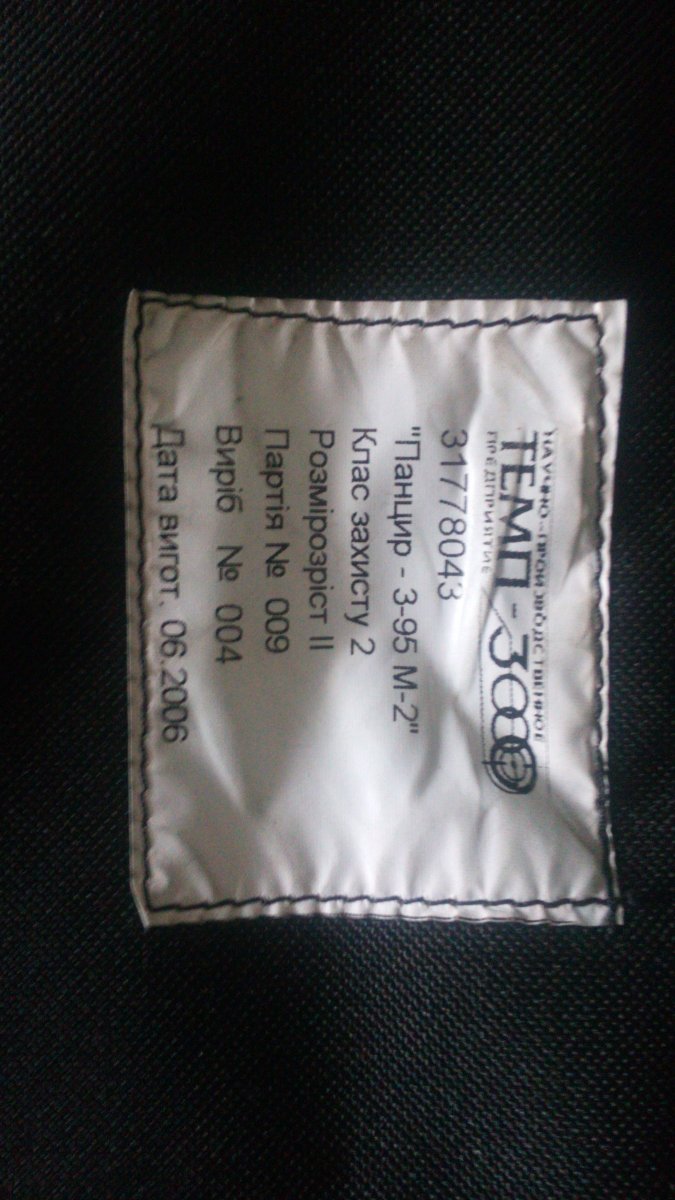 НАУЧНО-ПРОИЗВОДСТВЕННОЕ
ТЕМП-3000
ПРЕДПРИЯТИЕ
31778043
"Панцир - 3-95 М-2"
Клас захисту 2
Розмірозріст II
Партія № 009
Виріб № 004
Дата вигот. 06.2006